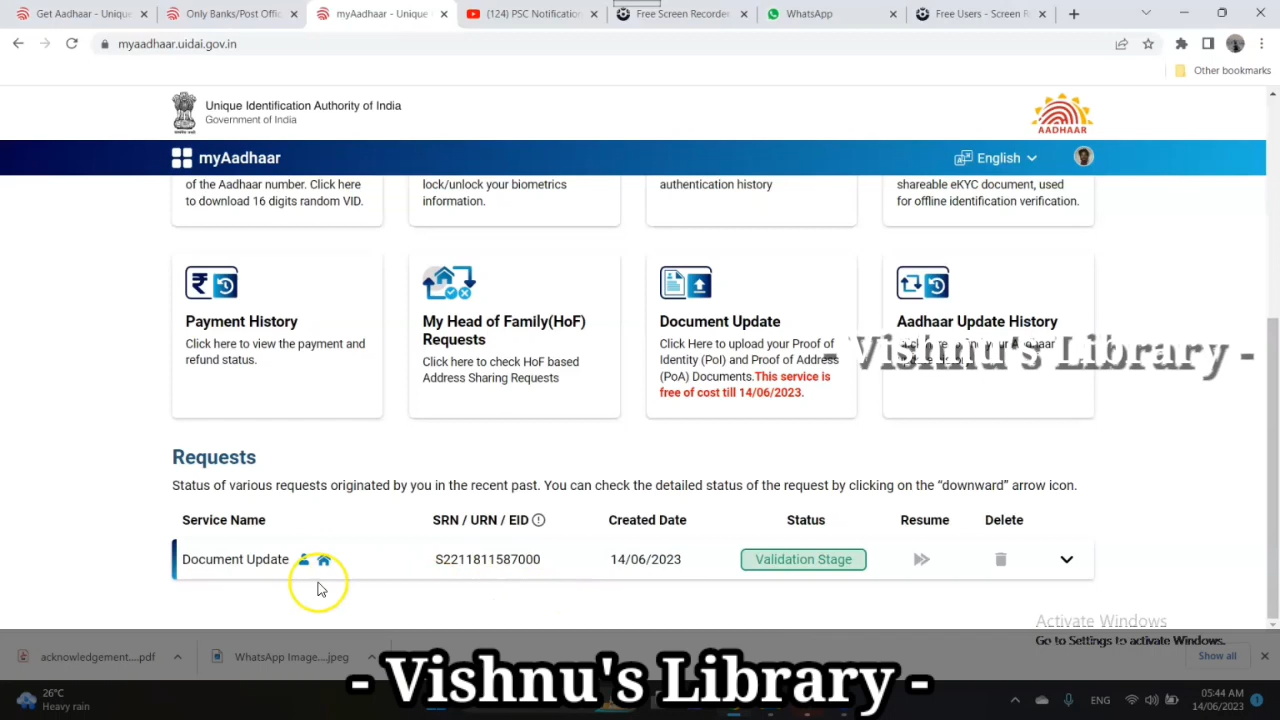 Get Aadhaar - Unique
Only Banks/Post Offic
myAadhaar - Unique
(124) PSC Notification
Free Screen Recorder
WhatsApp
Free Users - Screen R
myaadhaar.uidai.gov.in
Other bookmarks
Unique Identification Authority of India
Government of India
AADHAAR
myAadhaar
English
of the Aadhaar number. Click here
to download 16 digits random VID.
lock/unlock your biometrics
information.
authentication history
shareable eKYC document, used
for offline identification verification.
Payment History
Click here to view the payment and
refund status.
My Head of Family(HoF)
Requests
Click here to check HoF based
Address Sharing Requests
Document Update
Click Here to upload your Proof of
Identity (PoI) and Proof of Address
(PoA) Documents.This service is
free of cost till 14/06/2023.
Aadhaar Update History
- Vishnu's Library -
Requests
Status of various requests originated by you in the recent past. You can check the detailed status of the request by clicking on the “downward” arrow icon.
Service Name SRN / URN / EID Created Date Status Resume Delete
Document Update S2211811587000 14/06/2023 Validation Stage
Activate Windows
Go to Settings to activate Windows.
acknowledgement....pdf
WhatsApp Image....jpeg
Show all
- Vishnu's Library -
26°C
Heavy rain
ENG
05:44 AM
14/06/2023
1